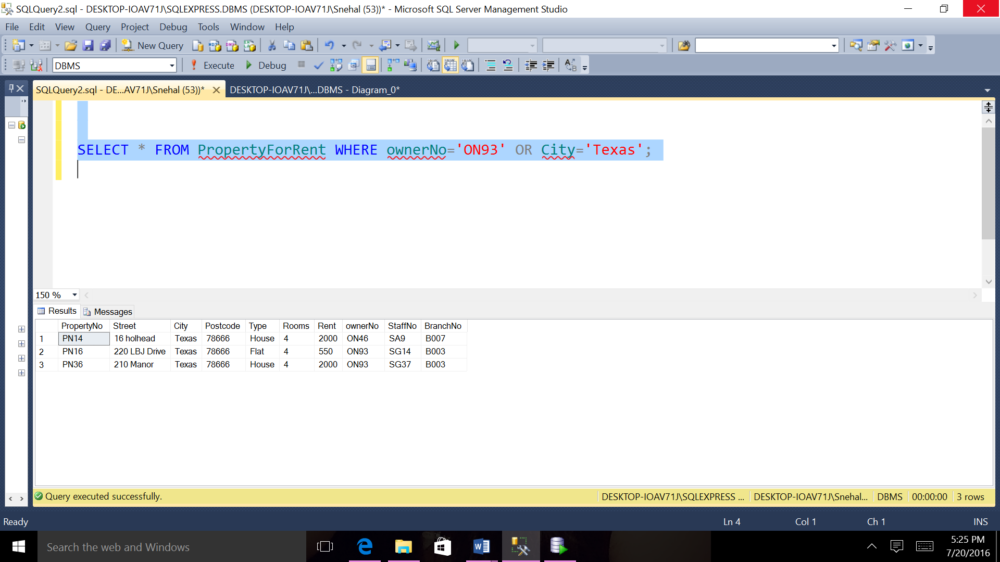 SQLQuery2.sql - DESKTOP-IOAV71J\SQLEXPRESS.DBMS (DESKTOP-IOAV71J\Snehal (53))* - Microsoft SQL Server Management Studio
File Edit View Query Project Debug Tools Window Help
New Query
DBMS Execute Debug
SQLQuery2.sql - DE...AV71J\Snehal (53))* DESKTOP-IOAV71J\...DBMS - Diagram_0*
SELECT * FROM PropertyForRent WHERE ownerNo='ON93' OR City='Texas';
150 %
Results Messages
PropertyNo Street City Postcode Type Rooms Rent ownerNo StaffNo BranchNo
1 PN14 16 holhead Texas 78666 House 4 2000 ON46 SA9 B007
2 PN16 220 LBJ Drive Texas 78666 Flat 4 550 ON93 SG14 B003
3 PN36 210 Manor Texas 78666 House 4 2000 ON93 SG37 B003
Query executed successfully. DESKTOP-IOAV71J\SQLEXPRESS ... DESKTOP-IOAV71J\Snehal... DBMS 00:00:00 3 rows
Ready Ln 4 Col 1 Ch 1 INS
Search the web and Windows
5:25 PM
7/20/2016